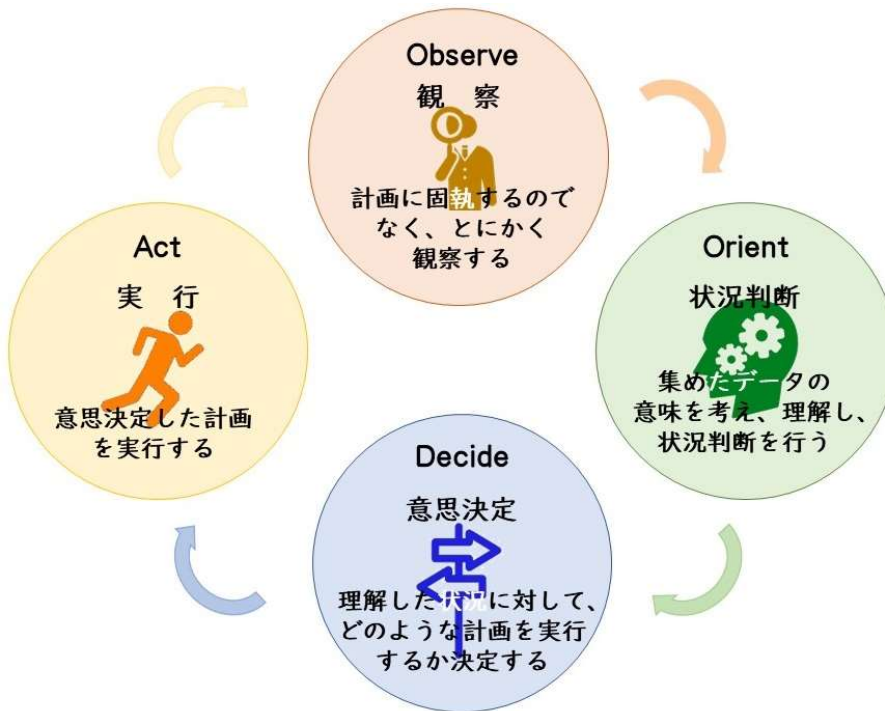 Observe
観　察
計画に固執するので
なく、とにかく
観察する
Orient
状況判断
集めたデータの
意味を考え、理解し、
状況判断を行う
Decide
意思決定
理解した状況に対して、
どのような計画を実行
するか決定する
Act
実　行
意思決定した計画
を実行する